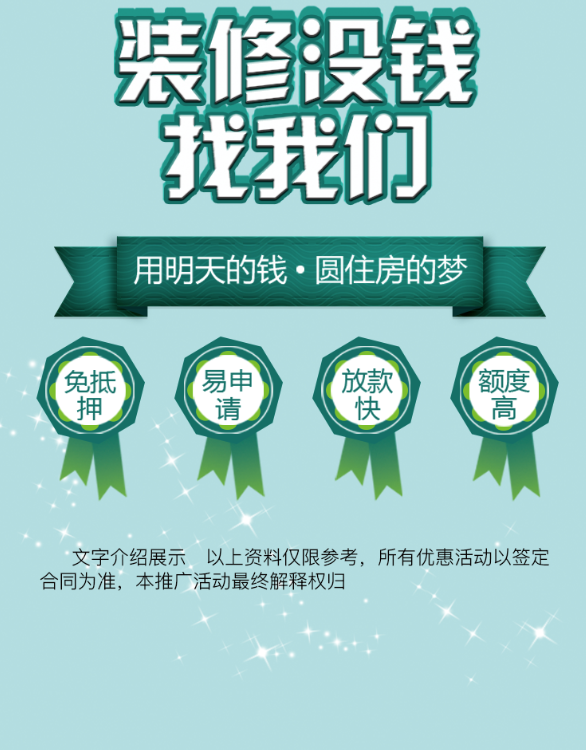 装修没钱
找我们
用明天的钱·圆住房的梦
免抵
押
易申
请
放款
快
额度
高
文字介绍展示 以上资料仅限参考，所有优惠活动以签定
合同为准，本推广活动最终解释权归